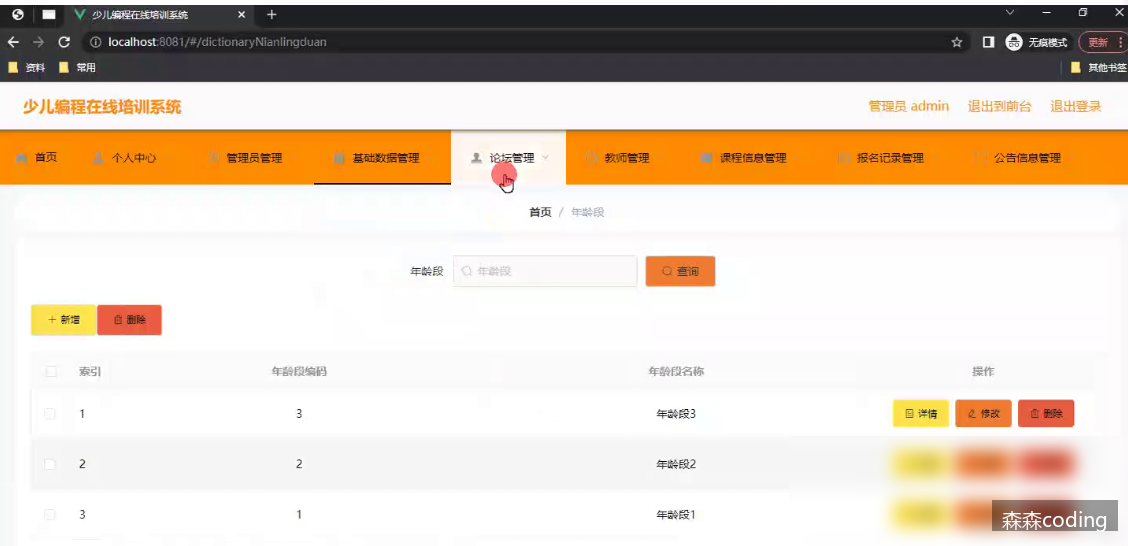 少儿编程在线培训系统
localhost:8081/#/dictionaryNianlingduan
无痕模式
更新
资料
常用
其他书签
少儿编程在线培训系统
管理员 admin
退出到前台
退出登录
首页
个人中心
管理员管理
基础数据管理
论坛管理
教师管理
课程信息管理
报名记录管理
公告信息管理
首页 / 年龄段
年龄段
年龄段
查询
新增
删除
索引 年龄段编码 年龄段名称 操作
1 3 年龄段3 详情 修改 删除
2 2 年龄段2
3 1 年龄段1
森森coding